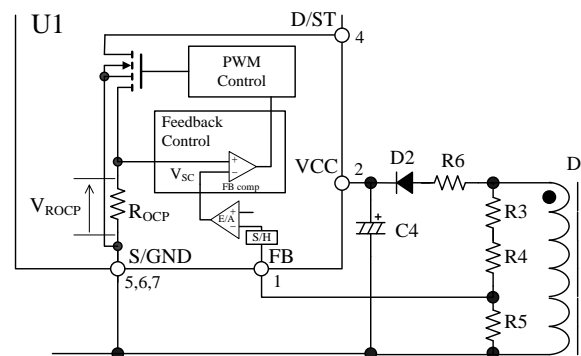 U1
D/ST
4
PWM
Control
Feedback
Control
+
−
VSC
FB comp
VCC
2
D2
R6
D
VROCP
ROCP
E/A
+
−
S/H
+
C4
R3
R4
S/GND
FB
5,6,7
1
R5